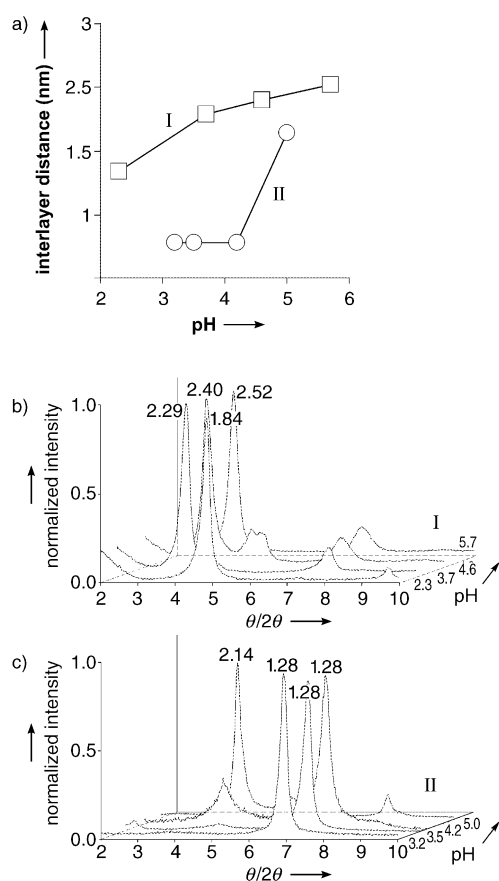 a)
interlayer distance (nm)
3
2.5
1.5
1
I
II
2 3 4 5 6
pH
b)
normalized intensity
1.0
0.5
0.0
2.29 2.40 1.84 2.52
I
5.7
4.6
3.7
2.3
pH
2 3 4 5 6 7 8 9 10
θ/2θ
c)
normalized intensity
1.0
0.5
0.0
2.14 1.28 1.28 1.28
II
5.0
4.2
3.5
3.2
pH
2 3 4 5 6 7 8 9 10
θ/2θ